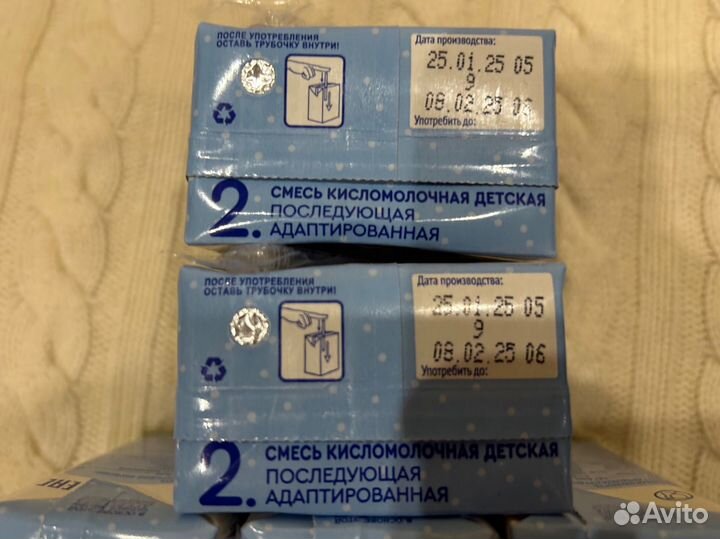 ПОСЛЕ УПОТРЕБЛЕНИЯ
ОСТАВЬ ТРУБОЧКУ ВНУТРИ!
Дата производства:
25.01.25 05
9
08.02.25 06
Употребить до:
2. СМЕСЬ КИСЛОМОЛОЧНАЯ ДЕТСКАЯ
ПОСЛЕДУЮЩАЯ
АДАПТИРОВАННАЯ
ПОСЛЕ УПОТРЕБЛЕНИЯ
ОСТАВЬ ТРУБОЧКУ ВНУТРИ!
Дата производства:
25.01.25 05
9
08.02.25 06
Употребить до:
2. СМЕСЬ КИСЛОМОЛОЧНАЯ ДЕТСКАЯ
ПОСЛЕДУЮЩАЯ
АДАПТИРОВАННАЯ
EAC
Avito